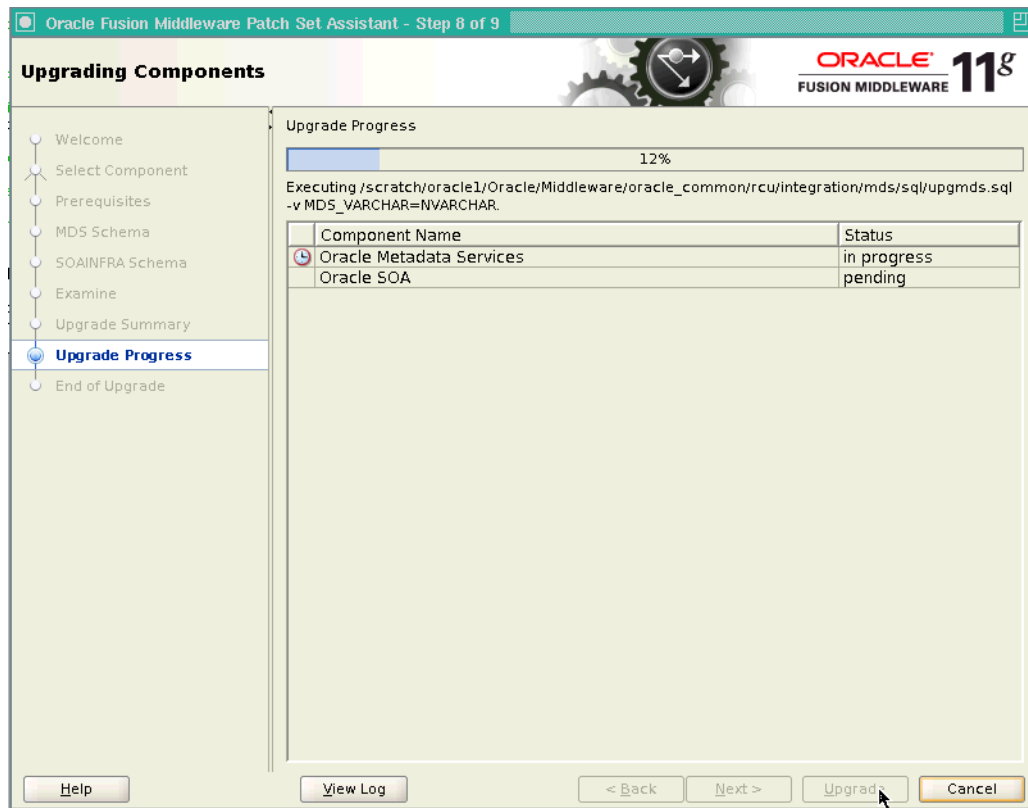 Oracle Fusion Middleware Patch Set Assistant - Step 8 of 9
Upgrading Components
ORACLE
FUSION MIDDLEWARE
11g
Welcome
Select Component
Prerequisites
MDS Schema
SOAINFRA Schema
Examine
Upgrade Summary
Upgrade Progress
End of Upgrade
Upgrade Progress
12%
Executing /scratch/oracle1/Oracle/Middleware/oracle_common/rcu/integration/mds/sql/upgmds.sql
-v MDS_VARCHAR=NVARCHAR.
Component Name Status
Oracle Metadata Services in progress
Oracle SOA pending
Help View Log < Back Next > Upgrade Cancel